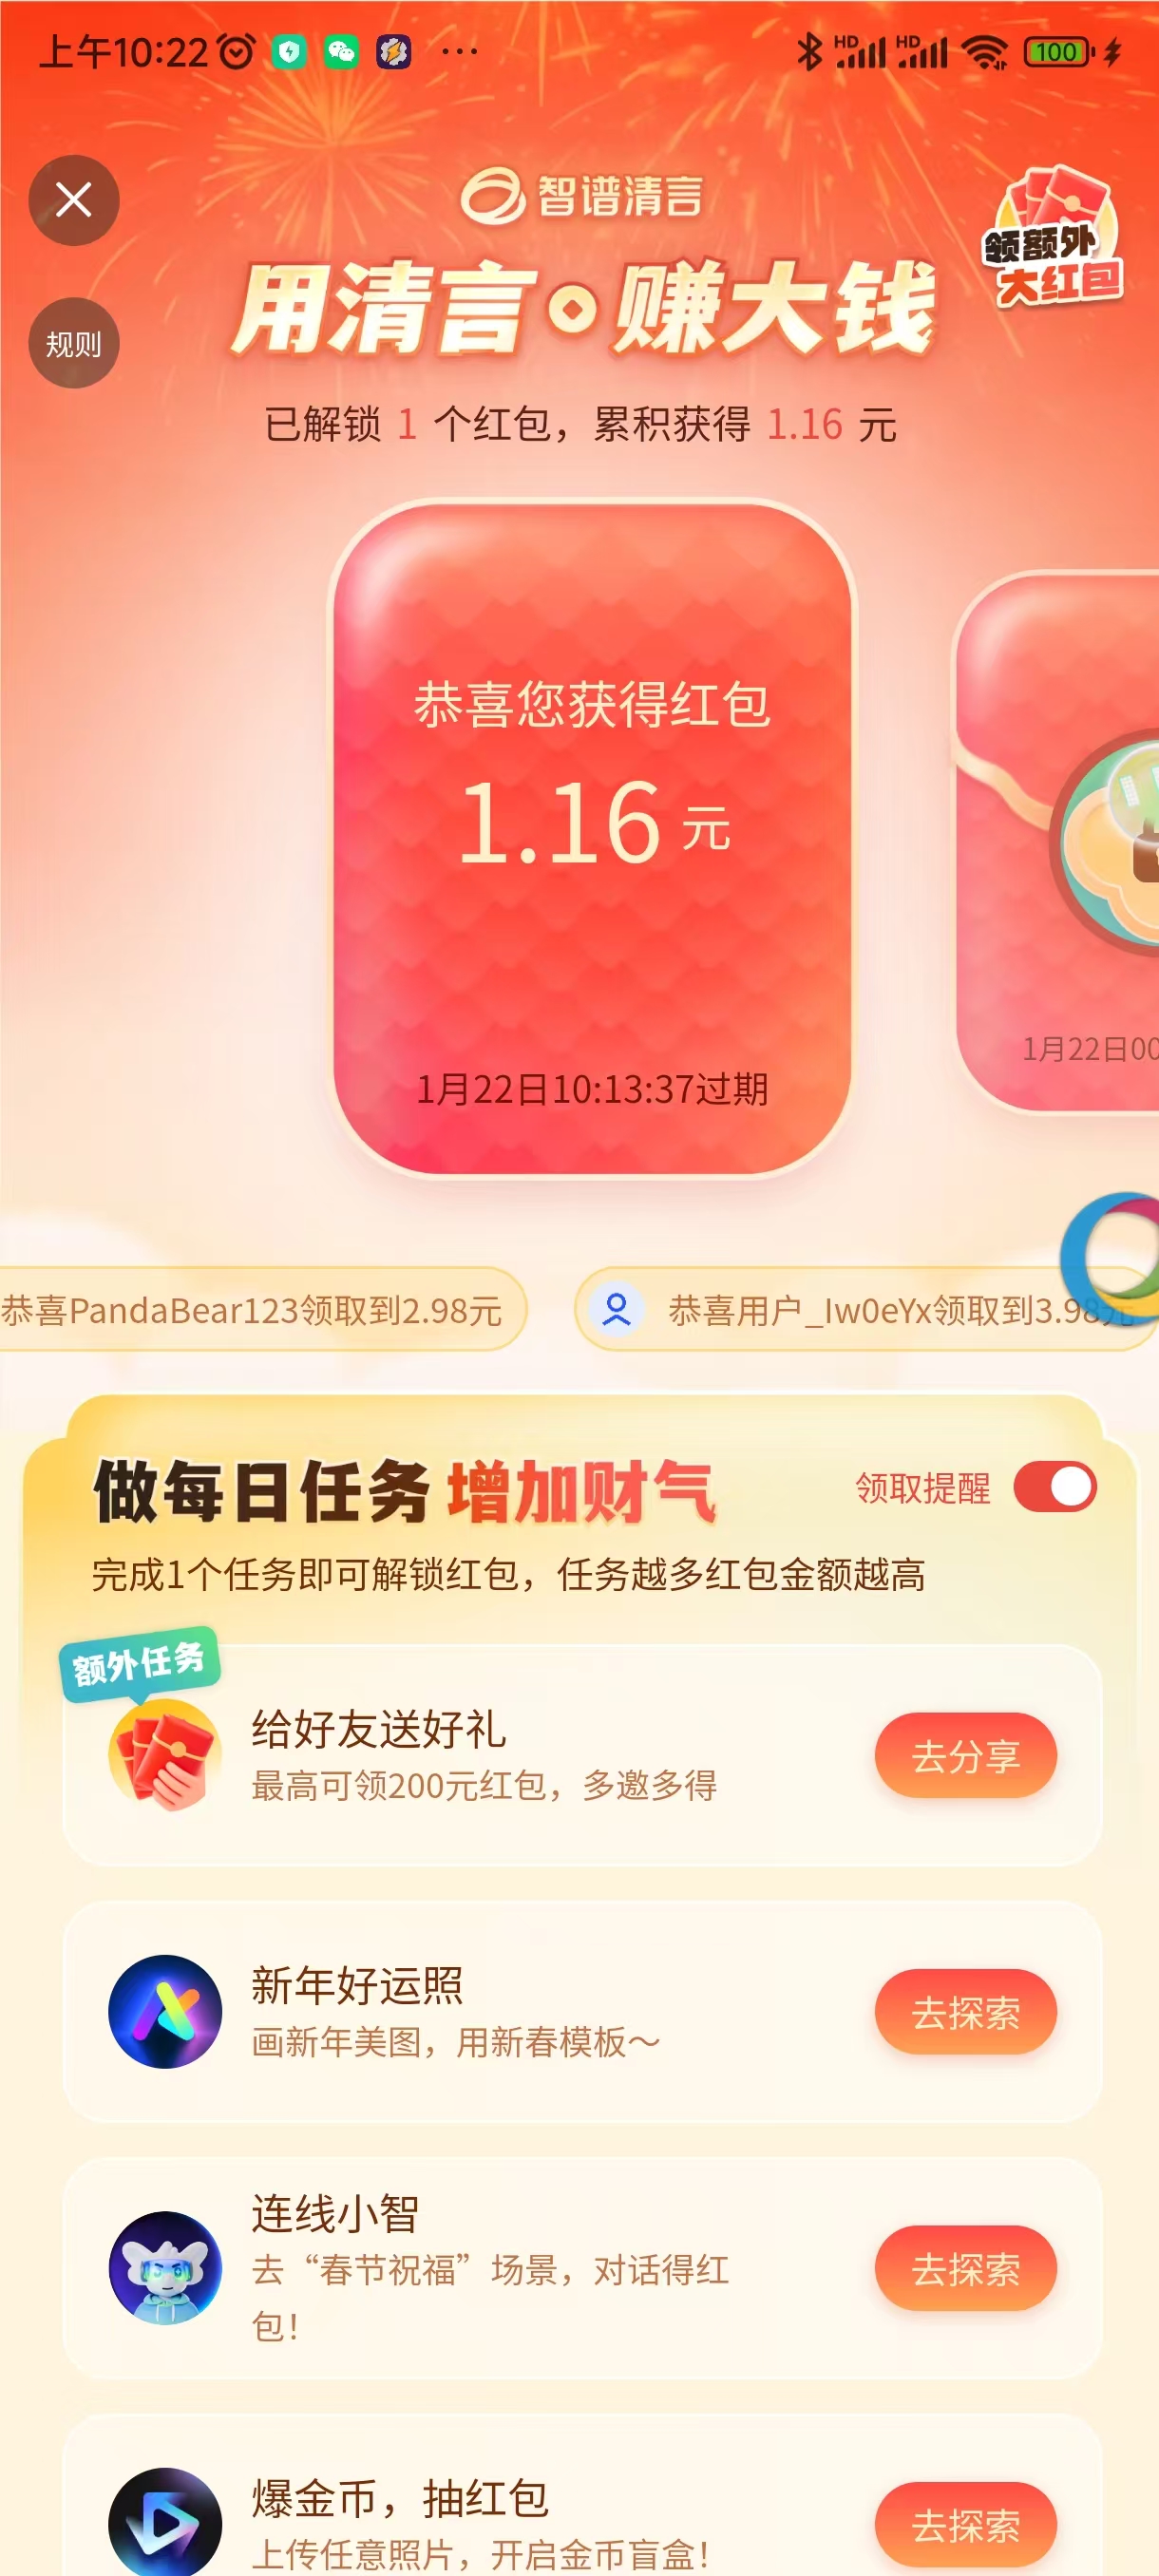 上午10:22
HD HD 100
智谱清言
领额外
大红包
用清言·赚大钱
规则
已解锁 1 个红包，累积获得 1.16 元
恭喜您获得红包
1.16 元
1月22日10:13:37过期
1月22日00
恭喜PandaBear123领取到2.98元
恭喜用户_Iw0eYx领取到3.98元
做每日任务 增加财气
领取提醒
完成1个任务即可解锁红包，任务越多红包金额越高
额外任务
给好友送好礼
最高可领200元红包，多邀多得
去分享
新年好运照
画新年美图，用新春模板～
去探索
连线小智
去“春节祝福”场景，对话得红
包！
去探索
爆金币，抽红包
上传任意照片，开启金币盲盒！
去探索